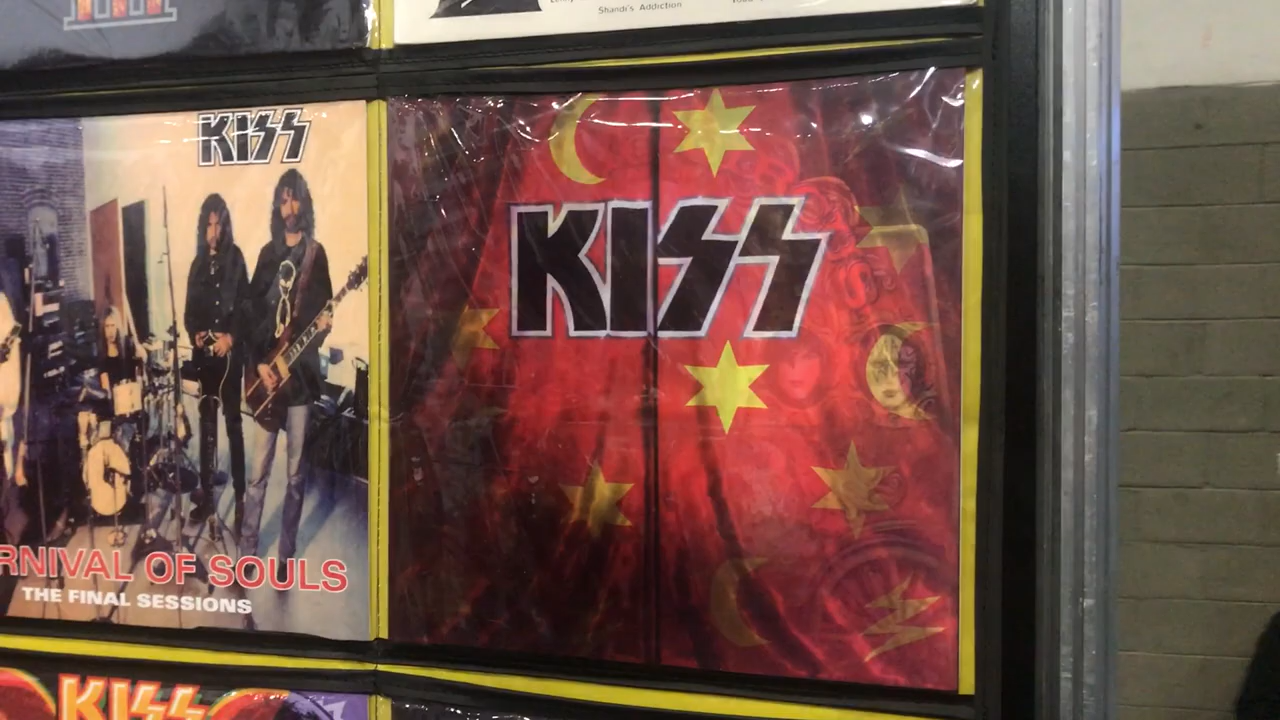 Shandi's Addiction
KISS
RNIVAL OF SOULS
THE FINAL SESSIONS
KISS
KISS